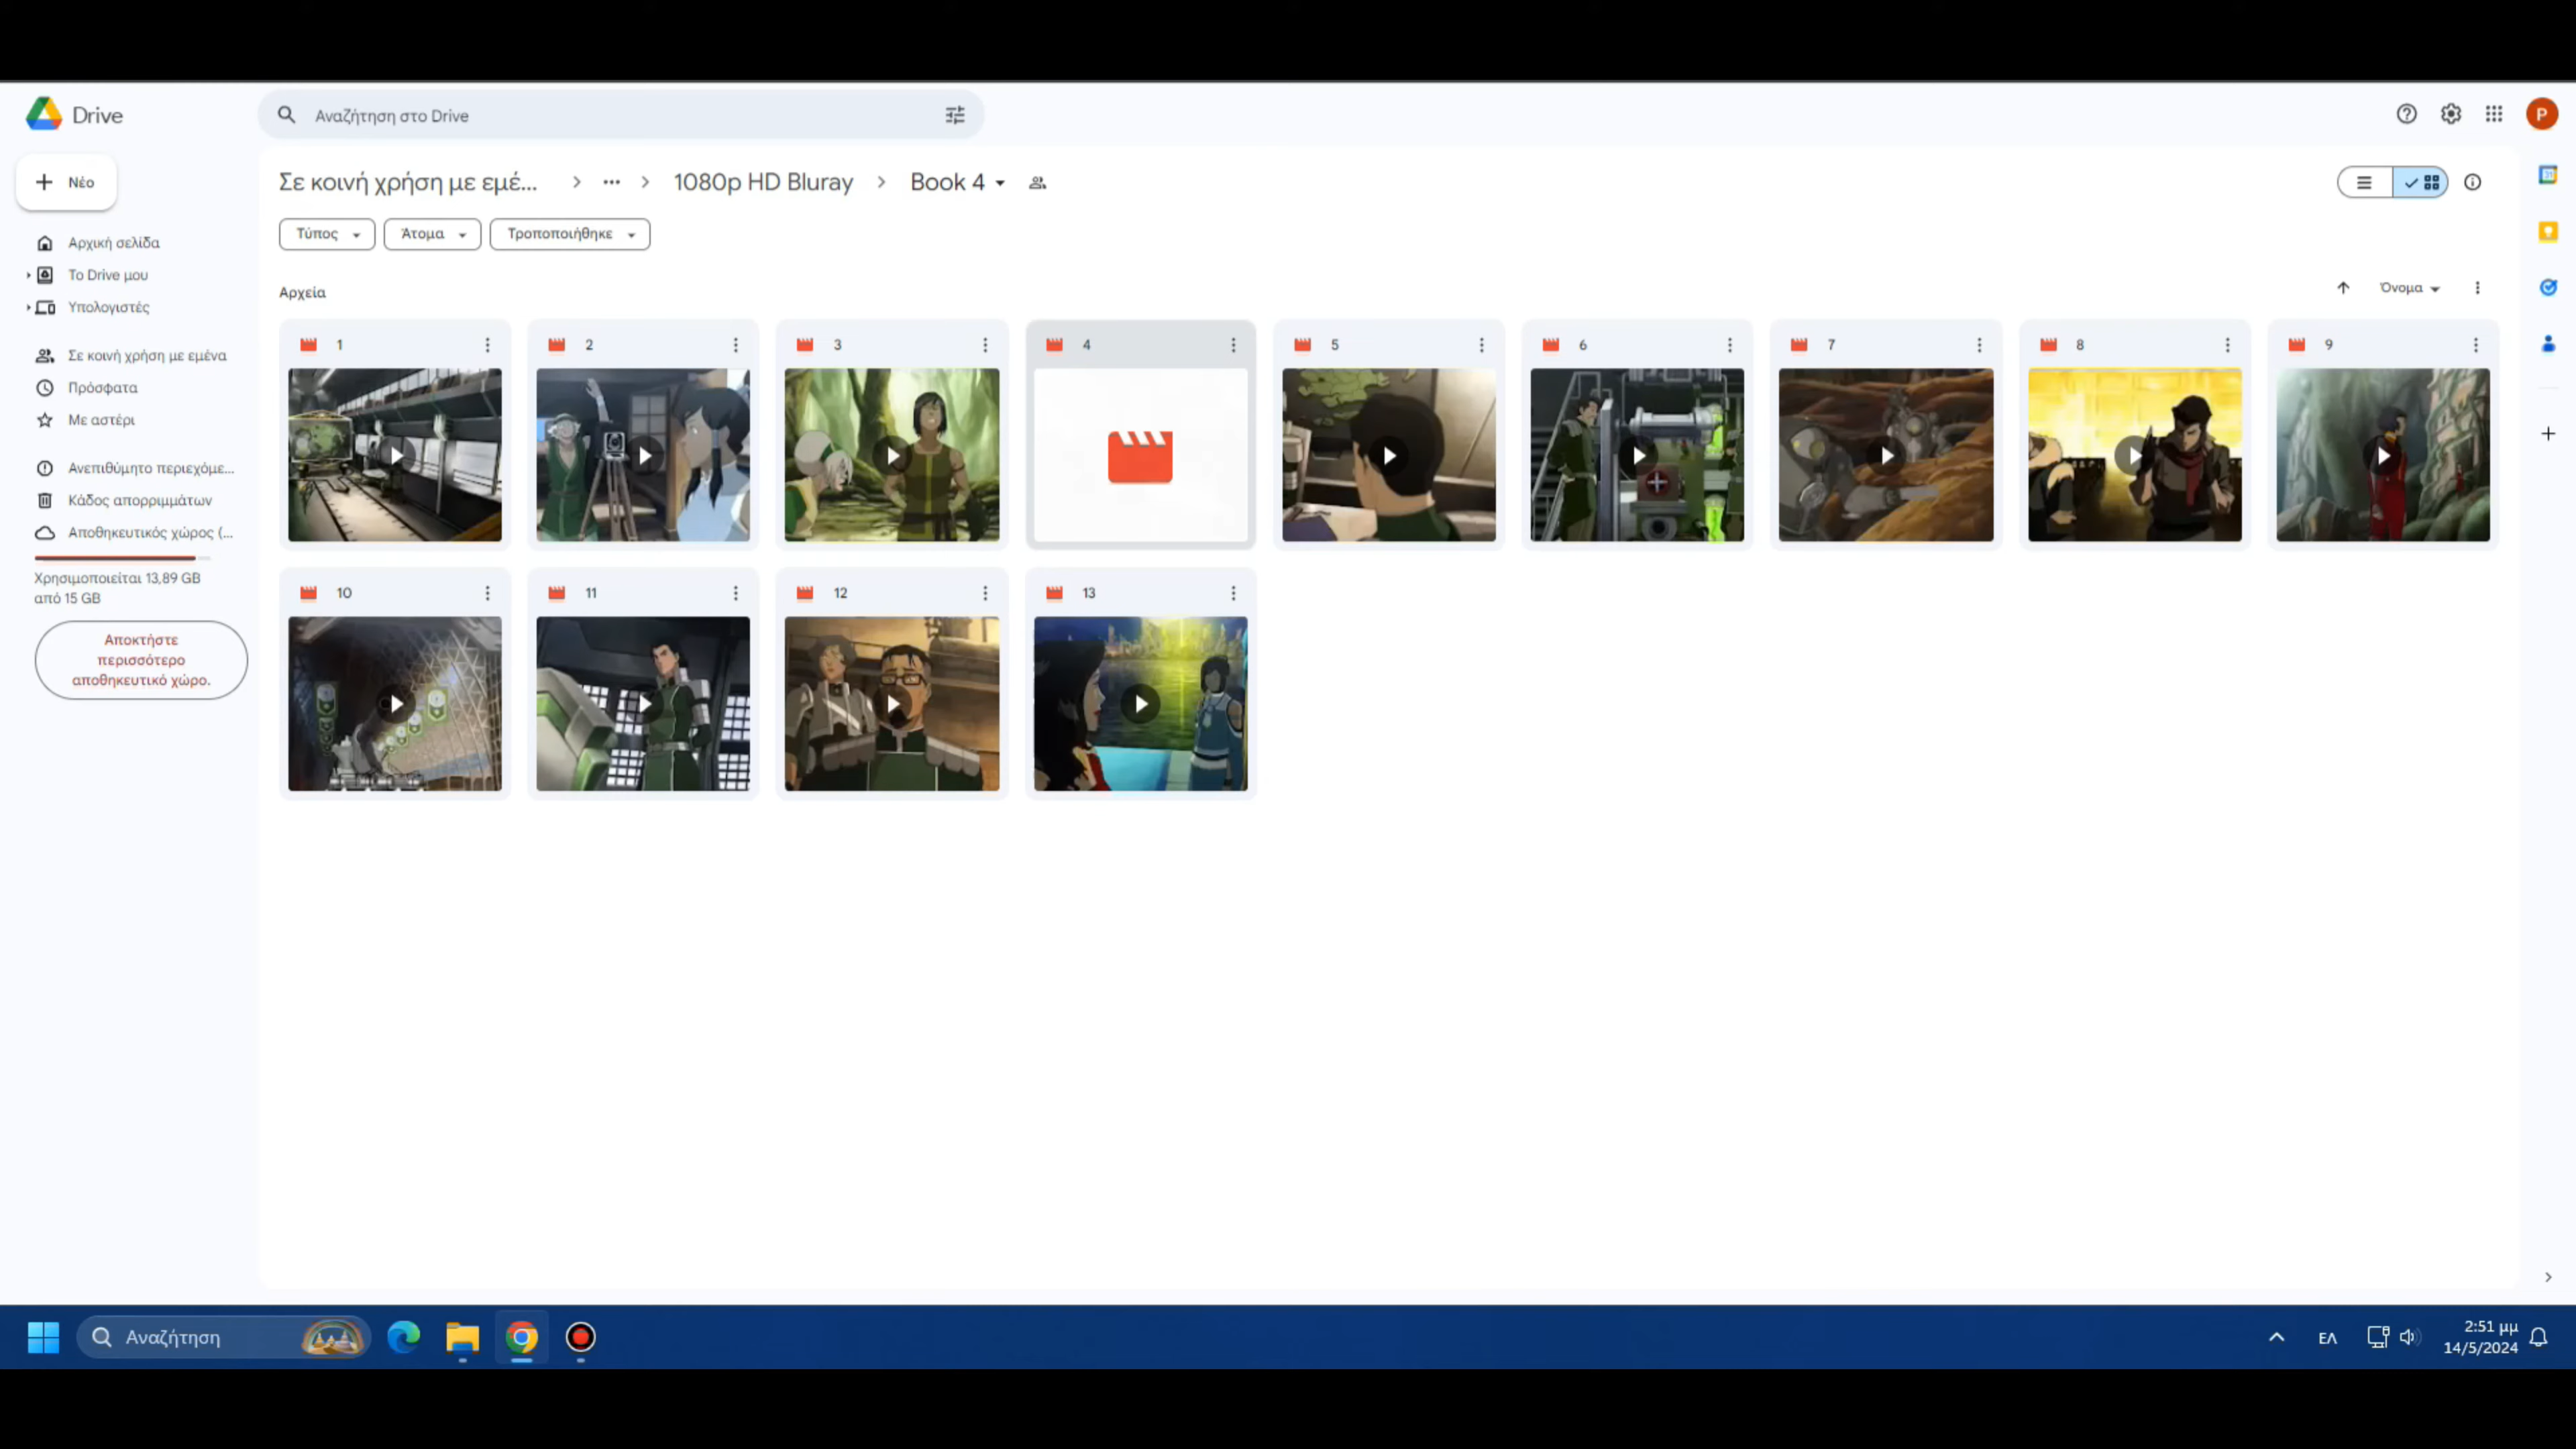 Drive
Αναζήτηση στο Drive
P
Νέο
Σε κοινή χρήση με εμέ... > ··· > 1080p HD Bluray > Book 4
Τύπος
Άτομα
Τροποποιήθηκε
Αρχική σελίδα
Το Drive μου
Υπολογιστές
Σε κοινή χρήση με εμένα
Πρόσφατα
Με αστέρι
Ανεπιθύμητο περιεχόμε...
Κάδος απορριμμάτων
Αποθηκευτικός χώρος (...
Χρησιμοποιείται 13,89 GB
από 15 GB
Αποκτήστε
περισσότερο
αποθηκευτικό χώρο.
Αρχεία
Όνομα
1
2
3
4
5
6
7
8
9
10
11
12
13
Αναζήτηση
ΕΛ
2:51 μμ
14/5/2024